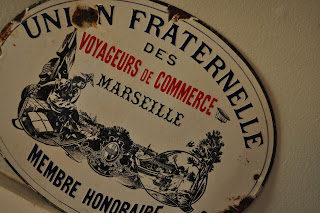 UNION FRATERNELLE
DES
VOYAGEURS DE COMMERCE
MARSEILLE
MEMBRE HONORAIRE